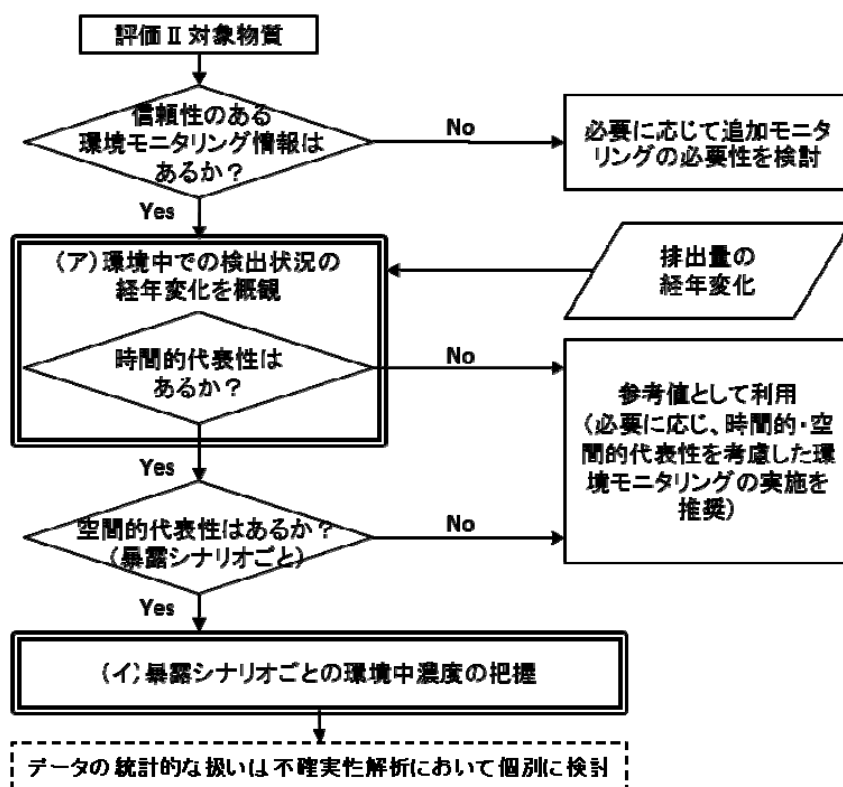 評価Ⅱ対象物質
信頼性のある
環境モニタリング情報は
あるか？
No
必要に応じて追加モニタ
リングの必要性を検討
Yes
(ア)環境中での検出状況の
経年変化を概観
排出量の
経年変化
時間的代表性は
あるか？
No
参考値として利用
(必要に応じ、時間的・空
間的代表性を考慮した環
境モニタリングの実施を
推奨)
Yes
空間的代表性はあるか？
(暴露シナリオごと)
No
Yes
(イ)暴露シナリオごとの環境中濃度の把握
データの統計的な扱いは不確実性解析において個別に検討